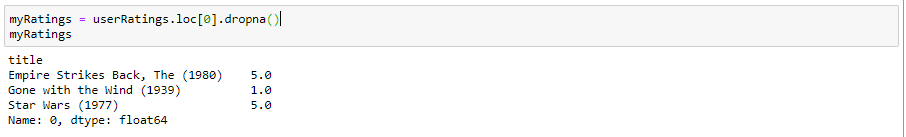 myRatings = userRatings.loc[0].dropna()
myRatings
title
Empire Strikes Back, The (1980)    5.0
Gone with the Wind (1939)          1.0
Star Wars (1977)                   5.0
Name: 0, dtype: float64